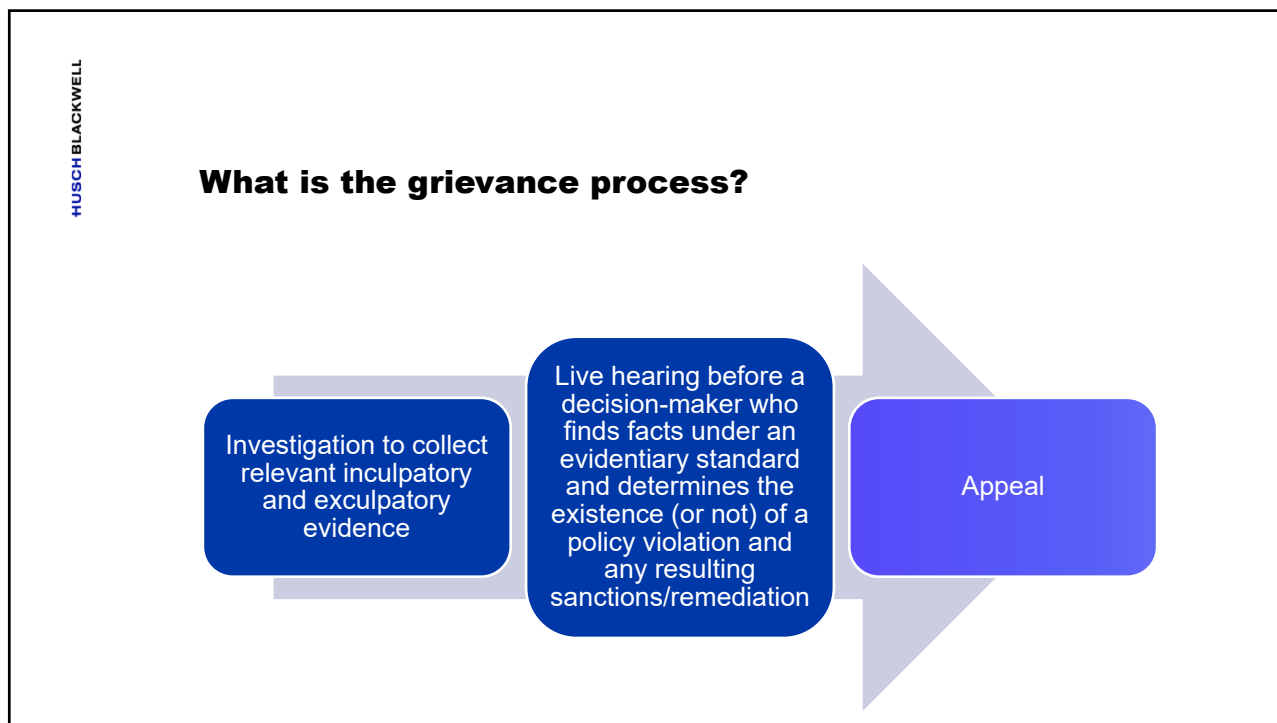 HUSCH BLACKWELL
What is the grievance process?
Investigation to collect
relevant inculpatory
and exculpatory
evidence
Live hearing before a
decision-maker who
finds facts under an
evidentiary standard
and determines the
existence (or not) of a
policy violation and
any resulting
sanctions/remediation
Appeal